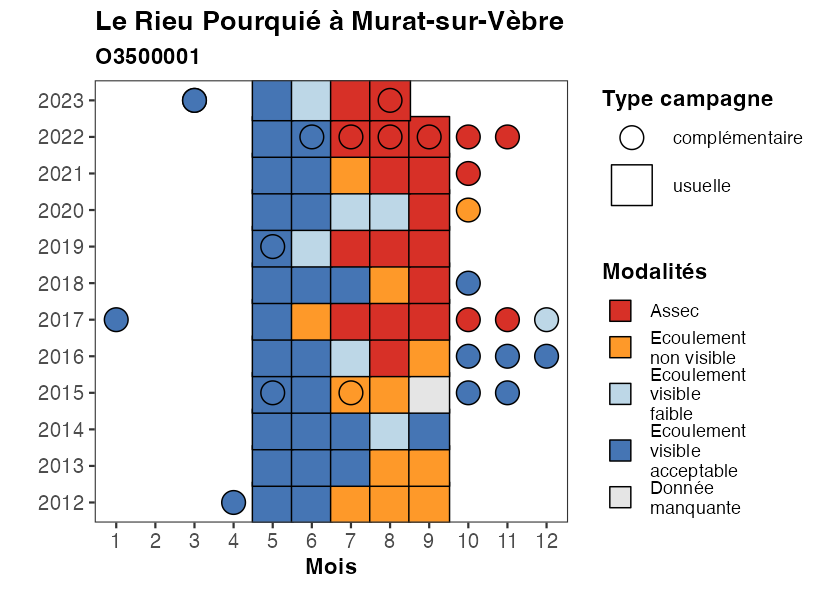 Le Rieu Pourquié à Murat-sur-Vèbre
O3500001
2023
2022
2021
2020
2019
2018
2017
2016
2015
2014
2013
2012
1 2 3 4 5 6 7 8 9 10 11 12
Mois
Type campagne
complémentaire
usuelle
Modalités
Assec
Ecoulement
non visible
Ecoulement
visible
faible
Ecoulement
visible
acceptable
Donnée
manquante